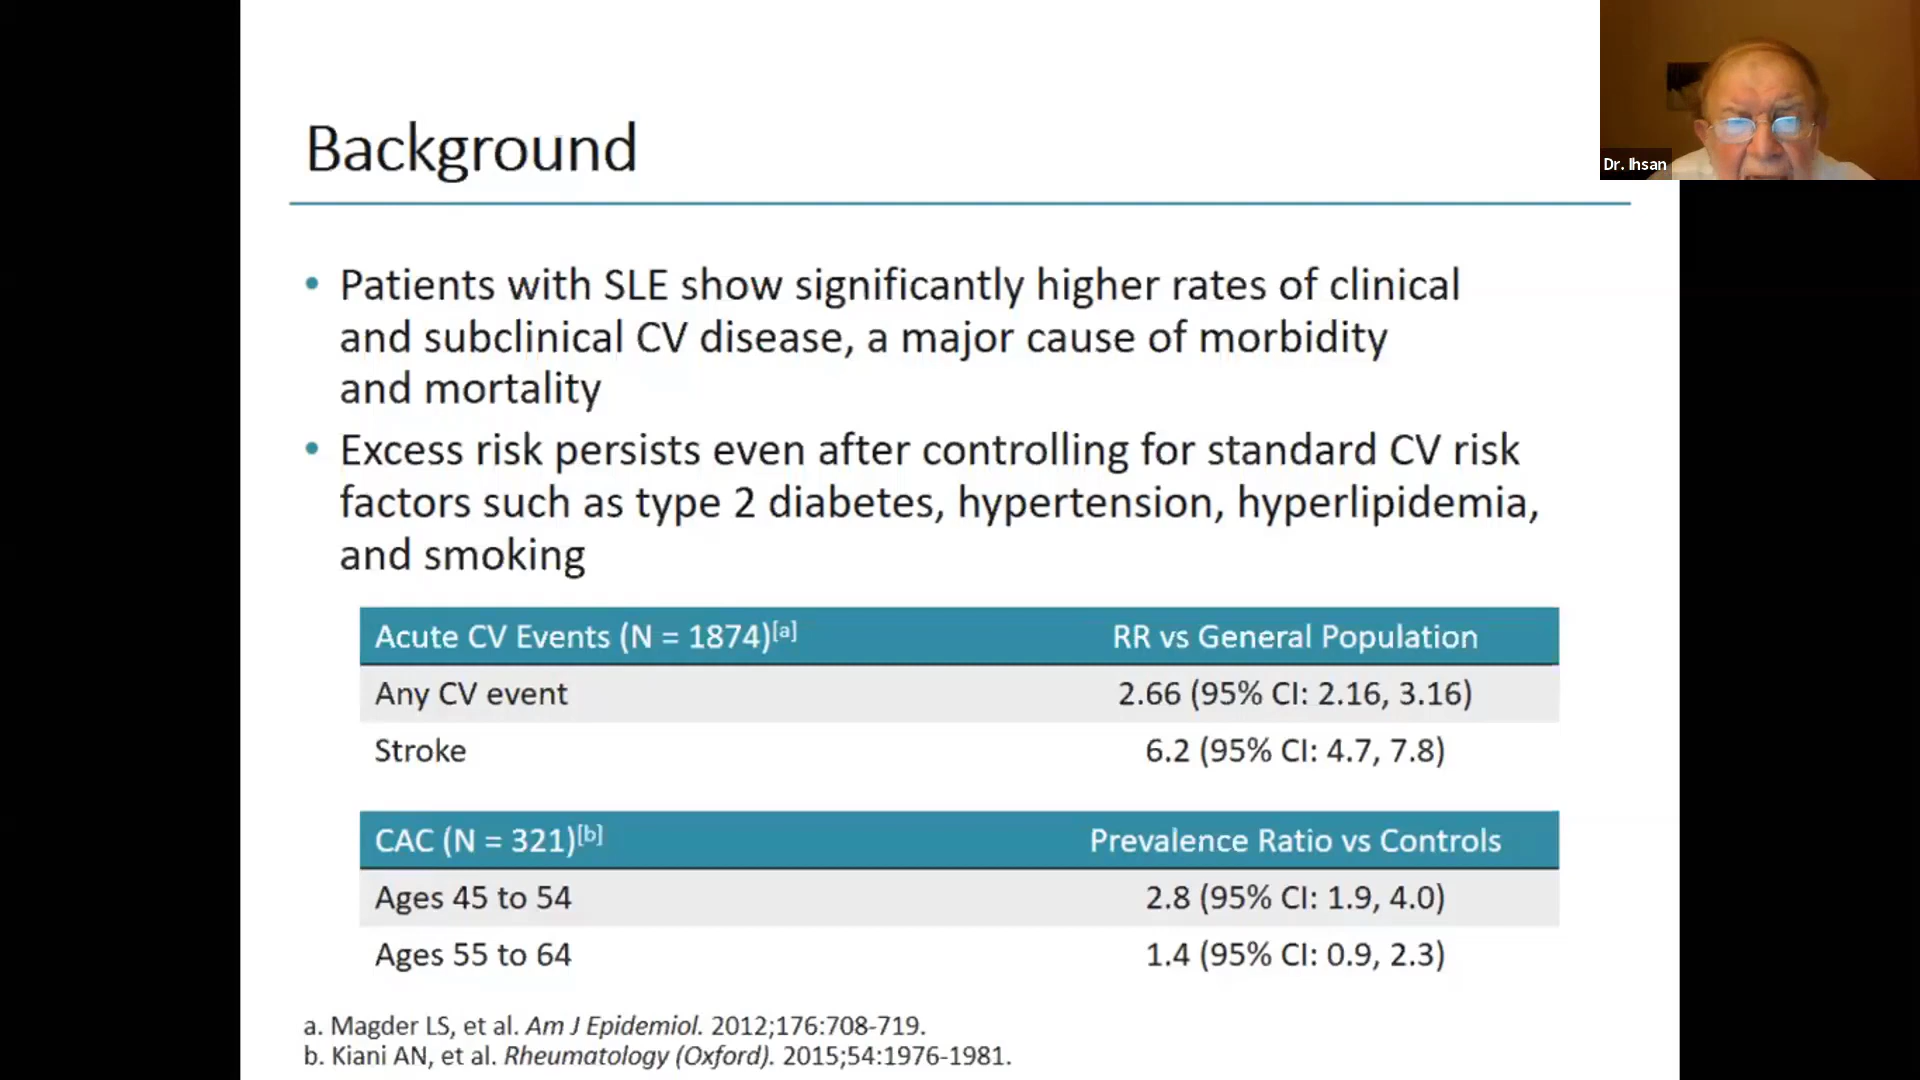 Background
Dr. Ihsan
• Patients with SLE show significantly higher rates of clinical
and subclinical CV disease, a major cause of morbidity
and mortality
• Excess risk persists even after controlling for standard CV risk
factors such as type 2 diabetes, hypertension, hyperlipidemia,
and smoking
Acute CV Events (N = 1874)[a] RR vs General Population
Any CV event 2.66 (95% CI: 2.16, 3.16)
Stroke 6.2 (95% CI: 4.7, 7.8)
CAC (N = 321)[b] Prevalence Ratio vs Controls
Ages 45 to 54 2.8 (95% CI: 1.9, 4.0)
Ages 55 to 64 1.4 (95% CI: 0.9, 2.3)
a. Magder LS, et al. Am J Epidemiol. 2012;176:708-719.
b. Kiani AN, et al. Rheumatology (Oxford). 2015;54:1976-1981.